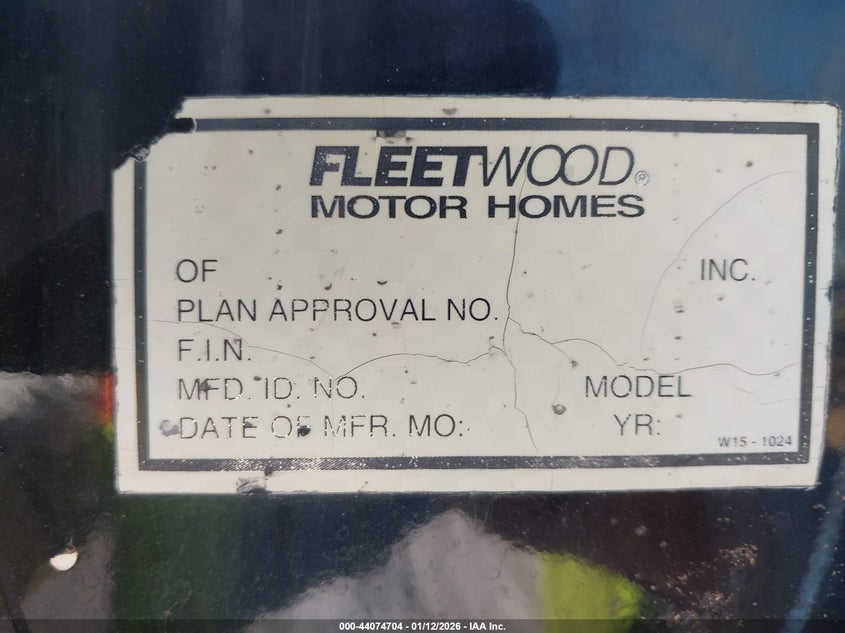 FLEETWOOD®
MOTOR HOMES
OF INC.
PLAN APPROVAL NO.
F.I.N.
MFD. ID. NO. MODEL
DATE OF MFR. MO: YR:
W15 - 1024
000-44074704 - 01/12/2026 - IAA Inc.